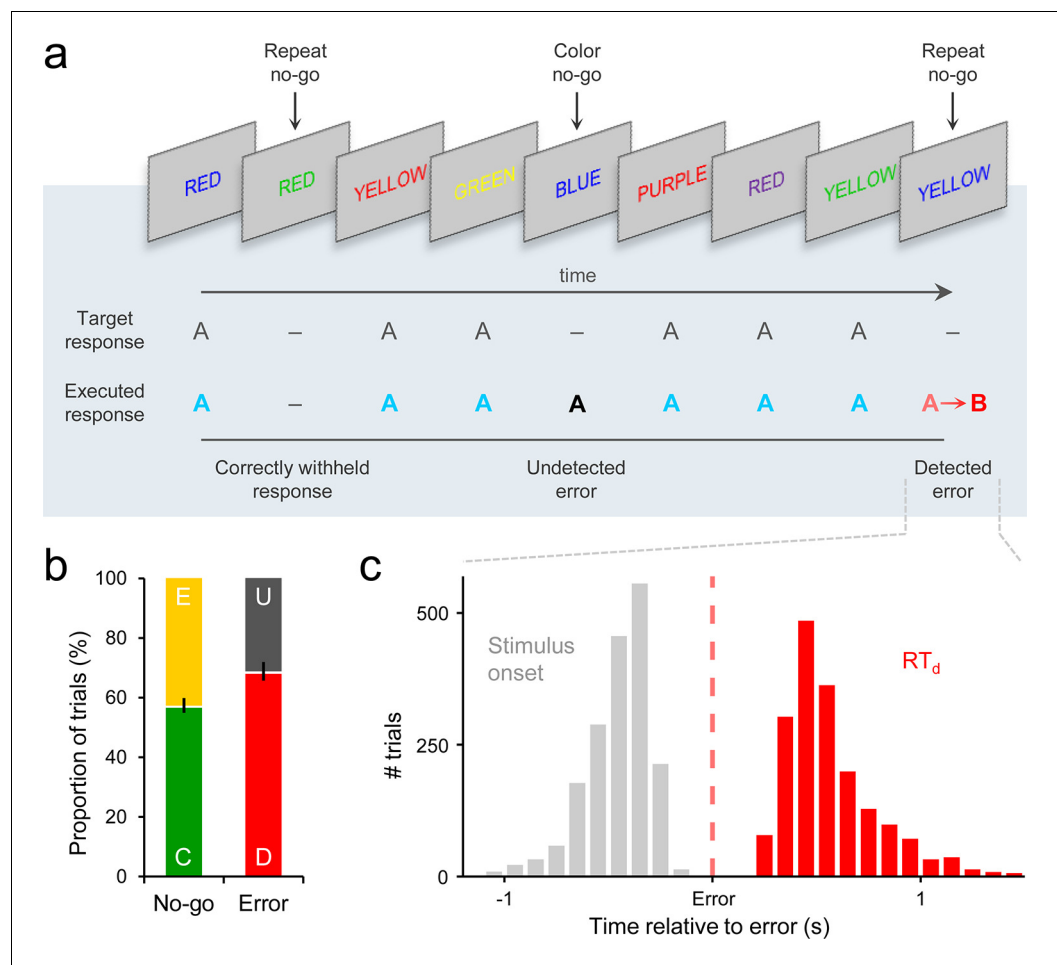 a
Repeat
no-go
Color
no-go
Repeat
no-go
RED
RED
YELLOW
GREEN
BLUE
PURPLE
RED
YELLOW
YELLOW
time
Target
response
A – A A – A A A –
Executed
response
A – A A A A A A A → B
Correctly withheld
response
Undetected
error
Detected
error
b
Proportion of trials (%)
100
80
60
40
20
0
E
C
U
D
No-go
Error
c
# trials
500
250
0
Stimulus
onset
RTd
-1
Error
1
Time relative to error (s)